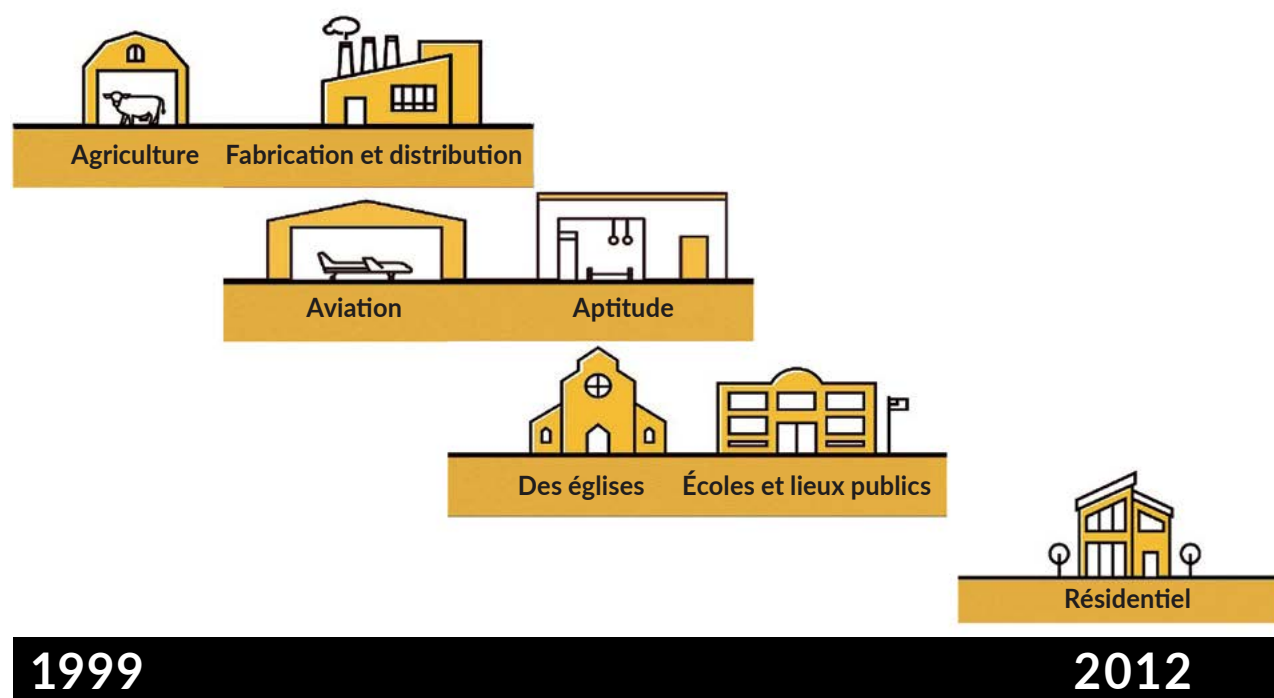 Agriculture
Fabrication et distribution
Aviation
Aptitude
Des églises
Écoles et lieux publics
Résidentiel
1999
2012